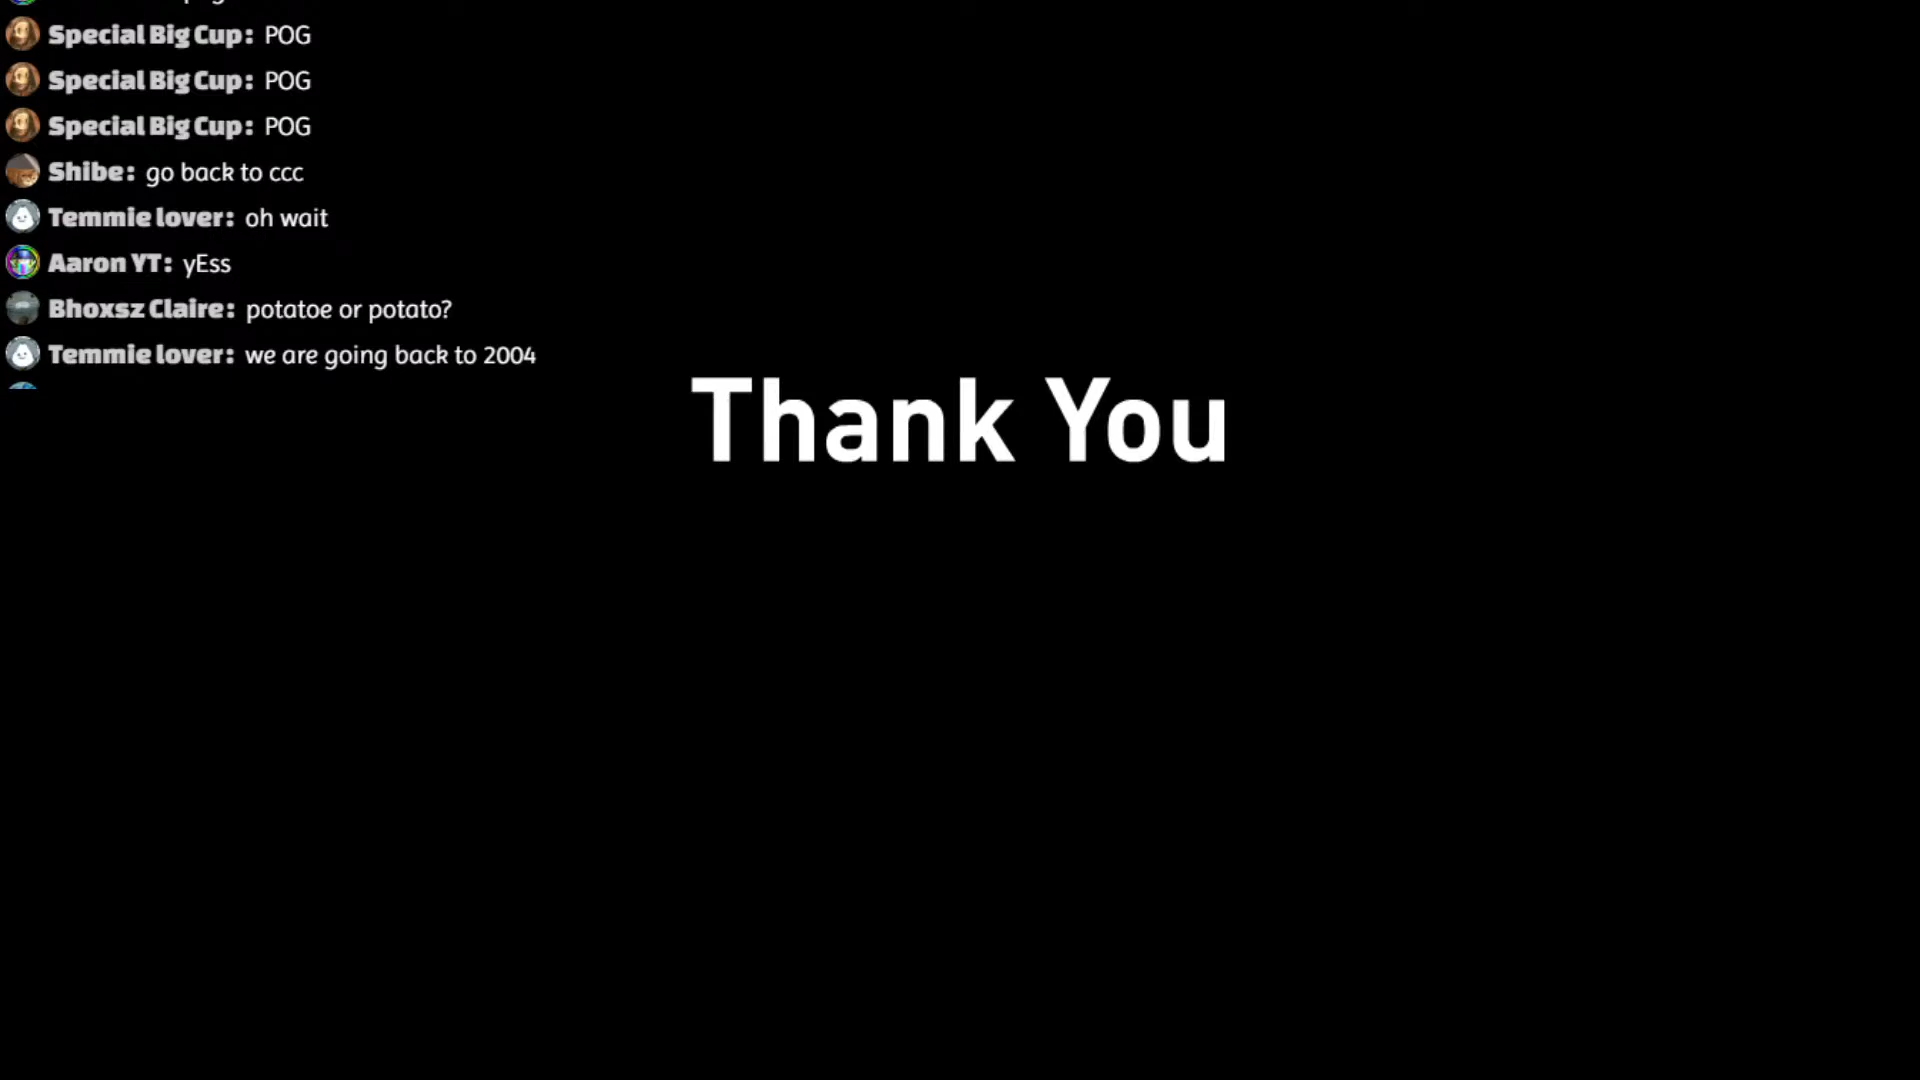 Special Big Cup: POG
Special Big Cup: POG
Special Big Cup: POG
Shibe: go back to ccc
Temmie lover: oh wait
Aaron YT: yEss
Bhoxsz Claire: potatoe or potato?
Temmie lover: we are going back to 2004
Thank You